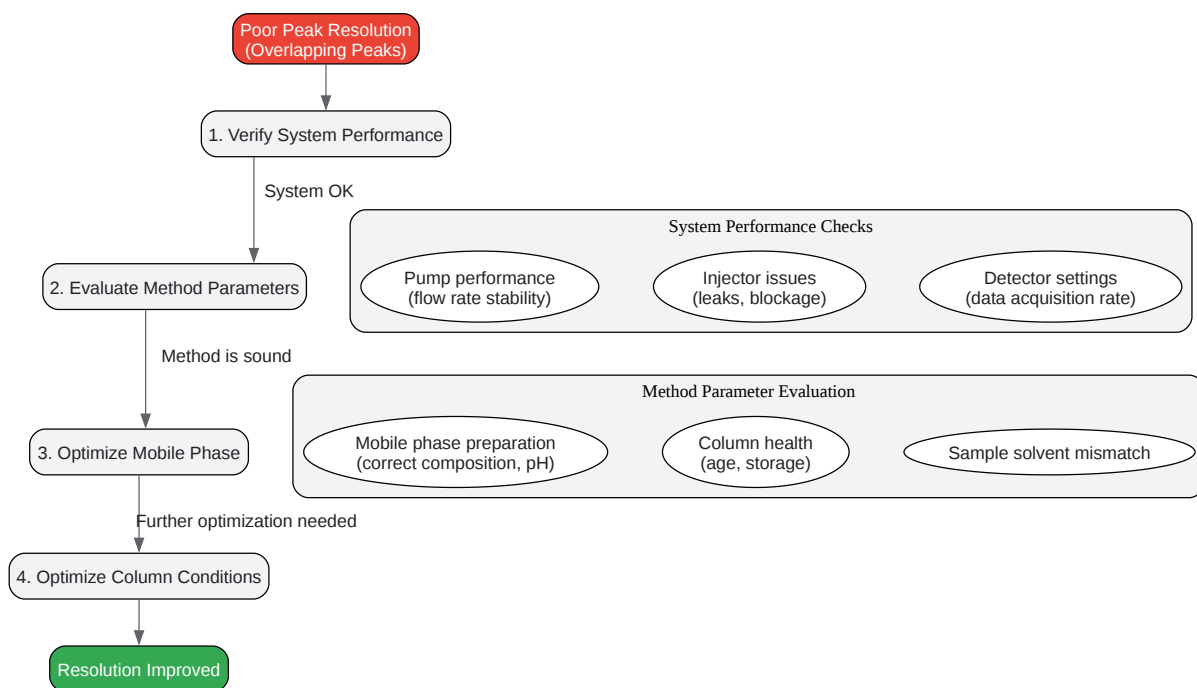 Poor Peak Resolution
(Overlapping Peaks)
1. Verify System Performance
System OK
System Performance Checks
Pump performance
(flow rate stability)
Injector issues
(leaks, blockage)
Detector settings
(data acquisition rate)
2. Evaluate Method Parameters
Method is sound
Method Parameter Evaluation
Mobile phase preparation
(correct composition, pH)
Column health
(age, storage)
Sample solvent mismatch
3. Optimize Mobile Phase
Further optimization needed
4. Optimize Column Conditions
Resolution Improved